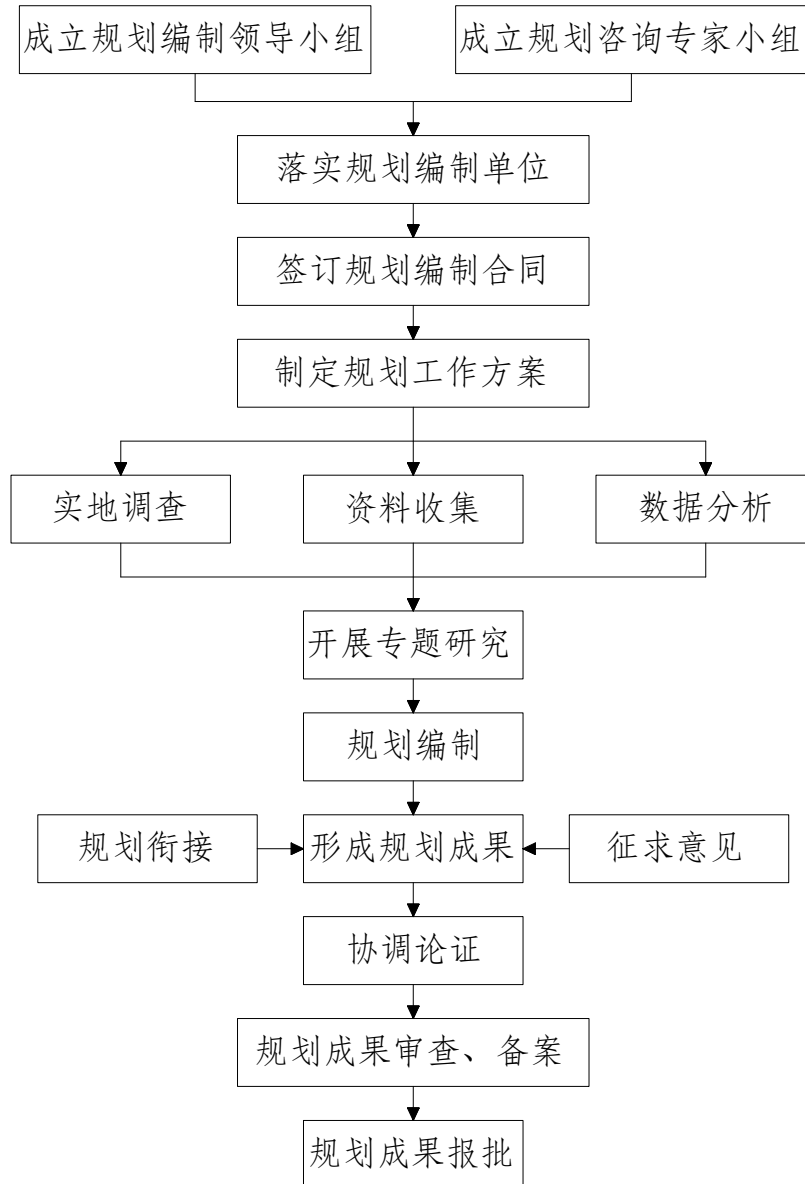 成立规划编制领导小组
成立规划咨询专家小组
落实规划编制单位
签订规划编制合同
制定规划工作方案
实地调查
资料收集
数据分析
开展专题研究
规划编制
规划衔接
形成规划成果
征求意见
协调论证
规划成果审查、备案
规划成果报批